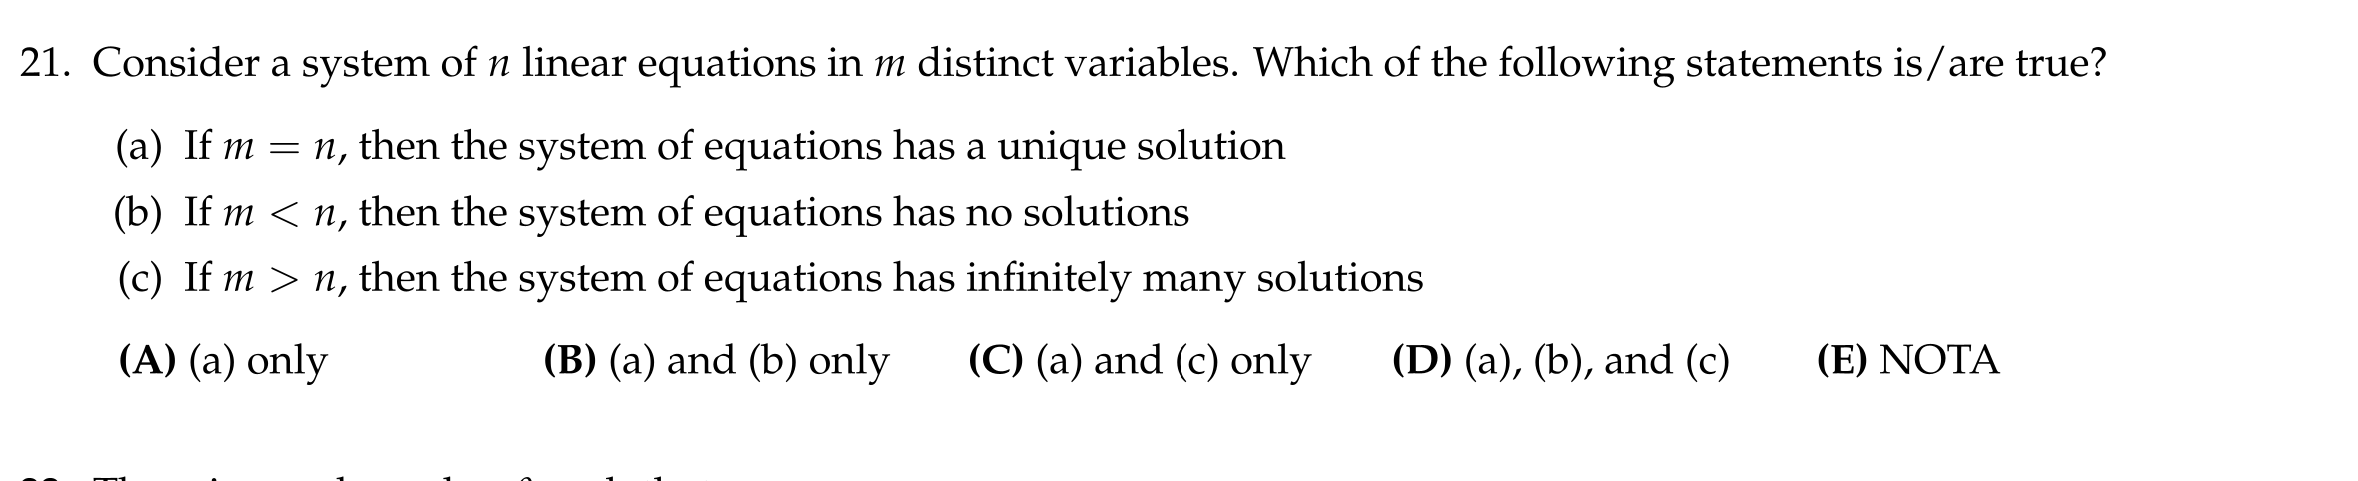 21. Consider a system of n linear equations in m distinct variables. Which of the following statements is/are true?
(a) If m = n, then the system of equations has a unique solution
(b) If m < n, then the system of equations has no solutions
(c) If m > n, then the system of equations has infinitely many solutions
(A) (a) only (B) (a) and (b) only (C) (a) and (c) only (D) (a), (b), and (c) (E) NOTA